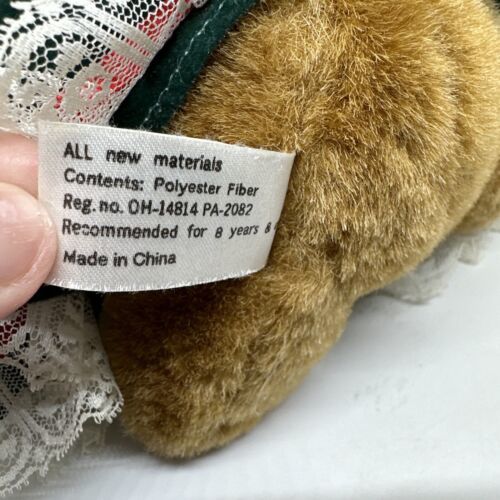 ALL new materials
Contents: Polyester Fiber
Reg. no. OH-14814 PA-2082
Recommended for 8 years &
Made in China